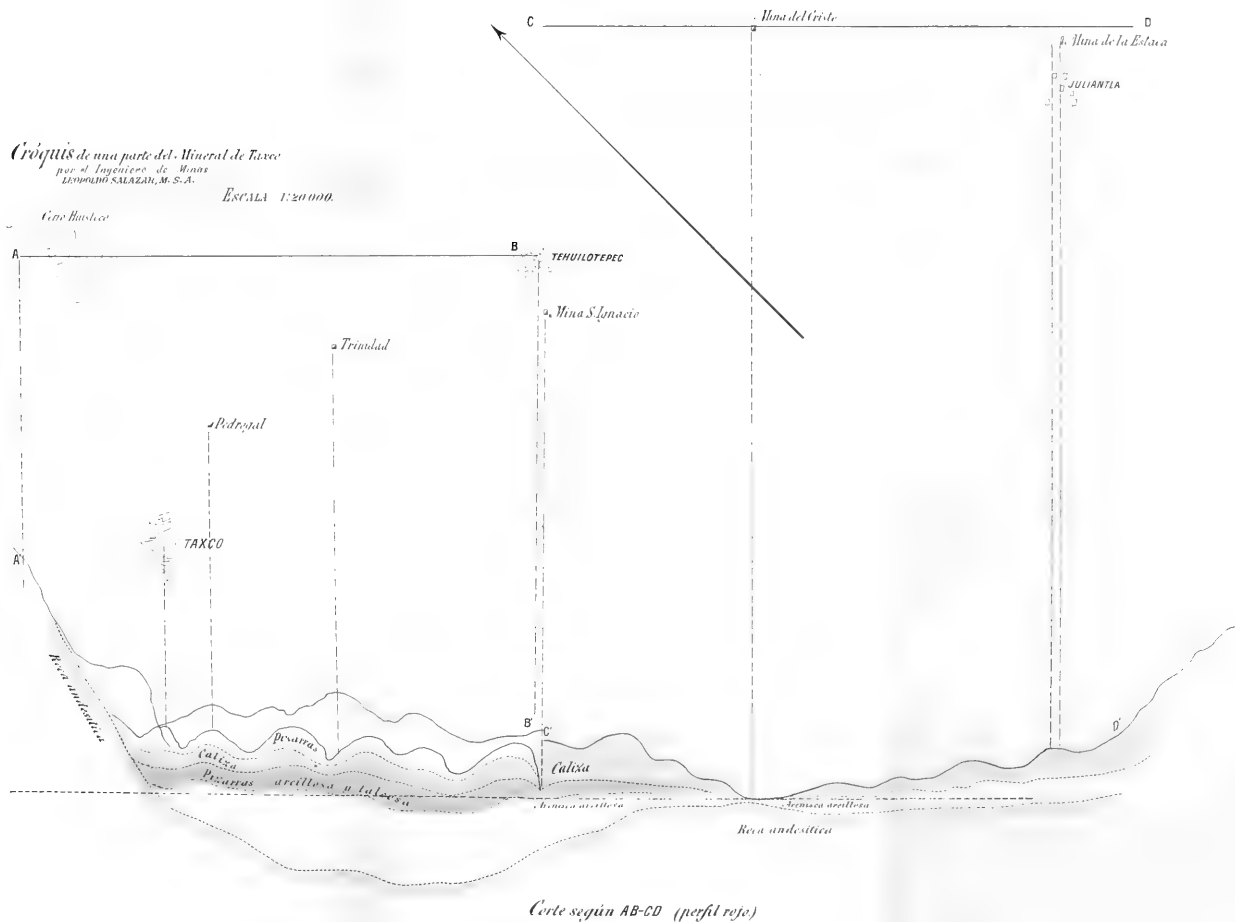 C
Mina del Cristo
D
Mina de la Estaca
JULIANTLA
Cróquis de una parte del Mineral de Taxco
por el Ingeniero de Minas
LEOPOLDO SALAZAR, M. S. A.
ESCALA 1:20000.
Cerro Huisteco
A
B
TEHUILOTEPEC
Mina S. Ignacio
Trinidad
Pedregal
TAXCO
A'
Roca andesitica
B'
C'
D'
Pizarras
Caliza
Caliza
Pizarras arcillosa y talcosa
Arenisca arcillosa
Arenisca arcillosa
Roca andesitica
Corte según AB-CD (perfil rojo)